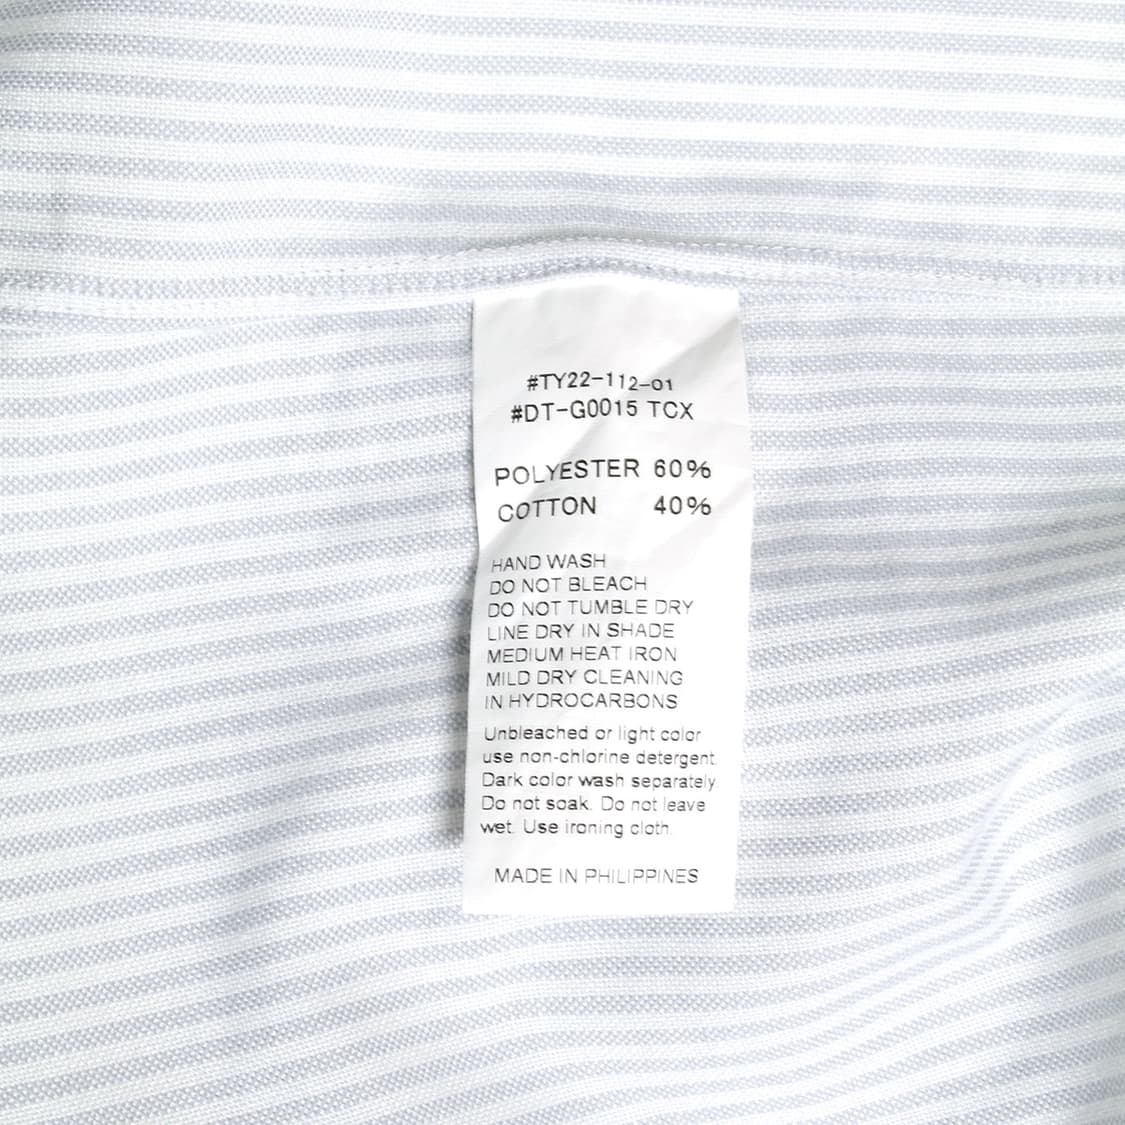 #TY22-112-01
#DT-G0015 TCX
POLYESTER 60%
COTTON 40%
HAND WASH
DO NOT BLEACH
DO NOT TUMBLE DRY
LINE DRY IN SHADE
MEDIUM HEAT IRON
MILD DRY CLEANING
IN HYDROCARBONS
Unbleached or light color
use non-chlorine detergent.
Dark color wash separately
Do not soak. Do not leave
wet. Use ironing cloth.
MADE IN PHILIPPINES